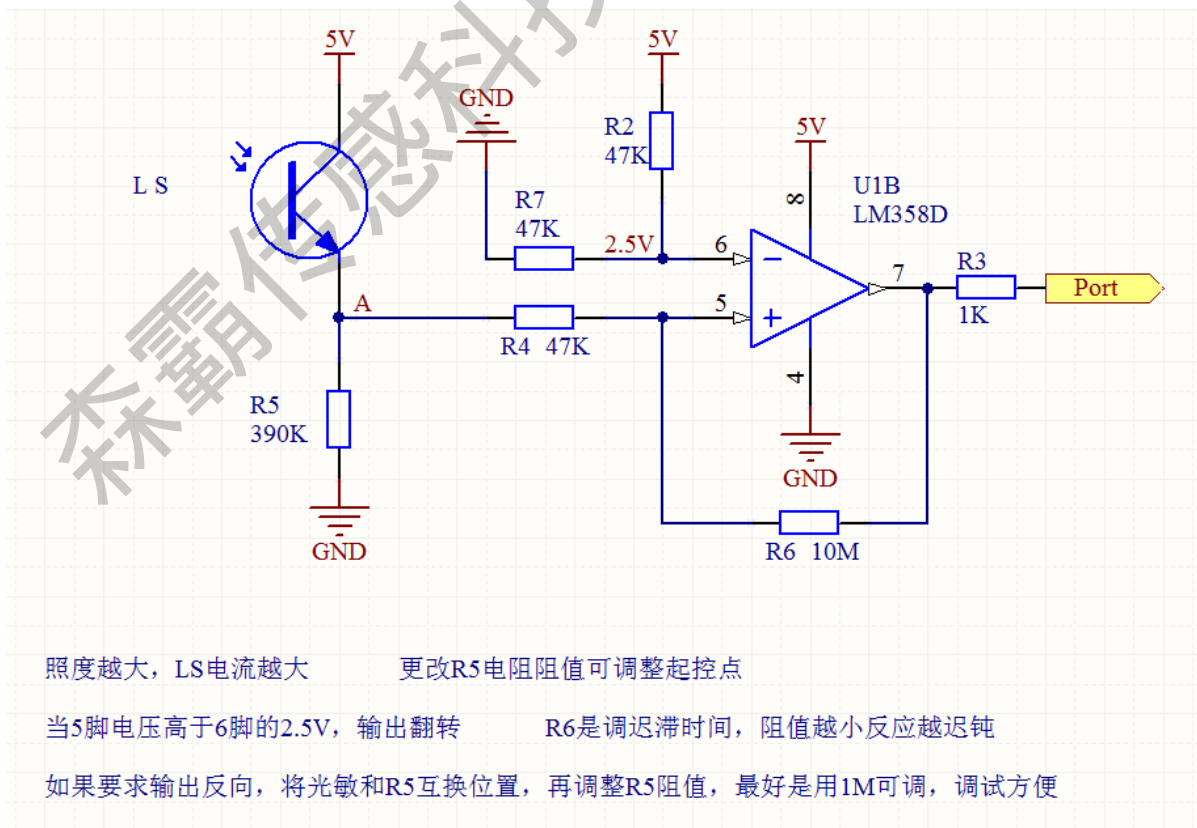 5V
5V
GND
R2
47K
5V
L S
8
U1B
LM358D
R7
47K
2.5V
6
7
R3
Port
1K
A
5
R4 47K
4
R5
390K
GND
GND
R6 10M
照度越大，LS电流越大 更改R5电阻阻值可调整起控点
当5脚电压高于6脚的2.5V，输出翻转 R6是调迟滞时间，阻值越小反应越迟钝
如果要求输出反向，将光敏和R5互换位置，再调整R5阻值，最好是用1M可调，调试方便
森霸传感科技